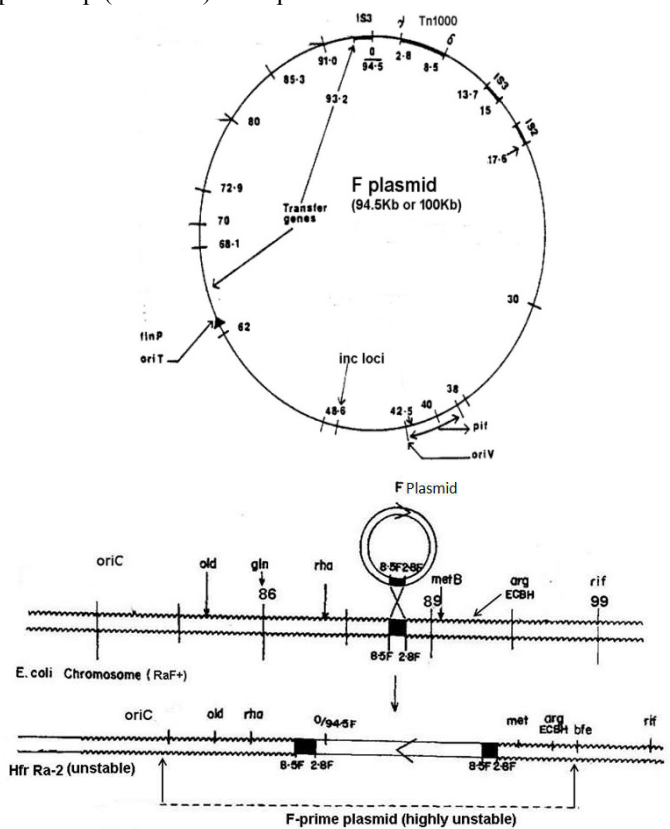 IS3 γ Tn1000 δ
0
94.5
2·8
8·5
IS3
13·7
15
IS2
17·6
91·0
93·2
85·3
80
72·9
70
68·1
Transfer
genes
F plasmid
(94.5Kb or 100Kb)
30
finP
oriT
62
inc loci
48·6
42·5
40
38
pif
oriV
F Plasmid
8·5F 2·8F
oriC
old
gln
86
rha
89
metB
arg
ECBH
rif
99
8·5F 2·8F
E.coli Chromosome (RaF+)
oriC
old
rha
0/94·5F
met
arg
ECBH
bfe
rif
8·5F 2·8F
8·5F 2·8F
Hfr Ra-2 (unstable)
F-prime plasmid (highly unstable)